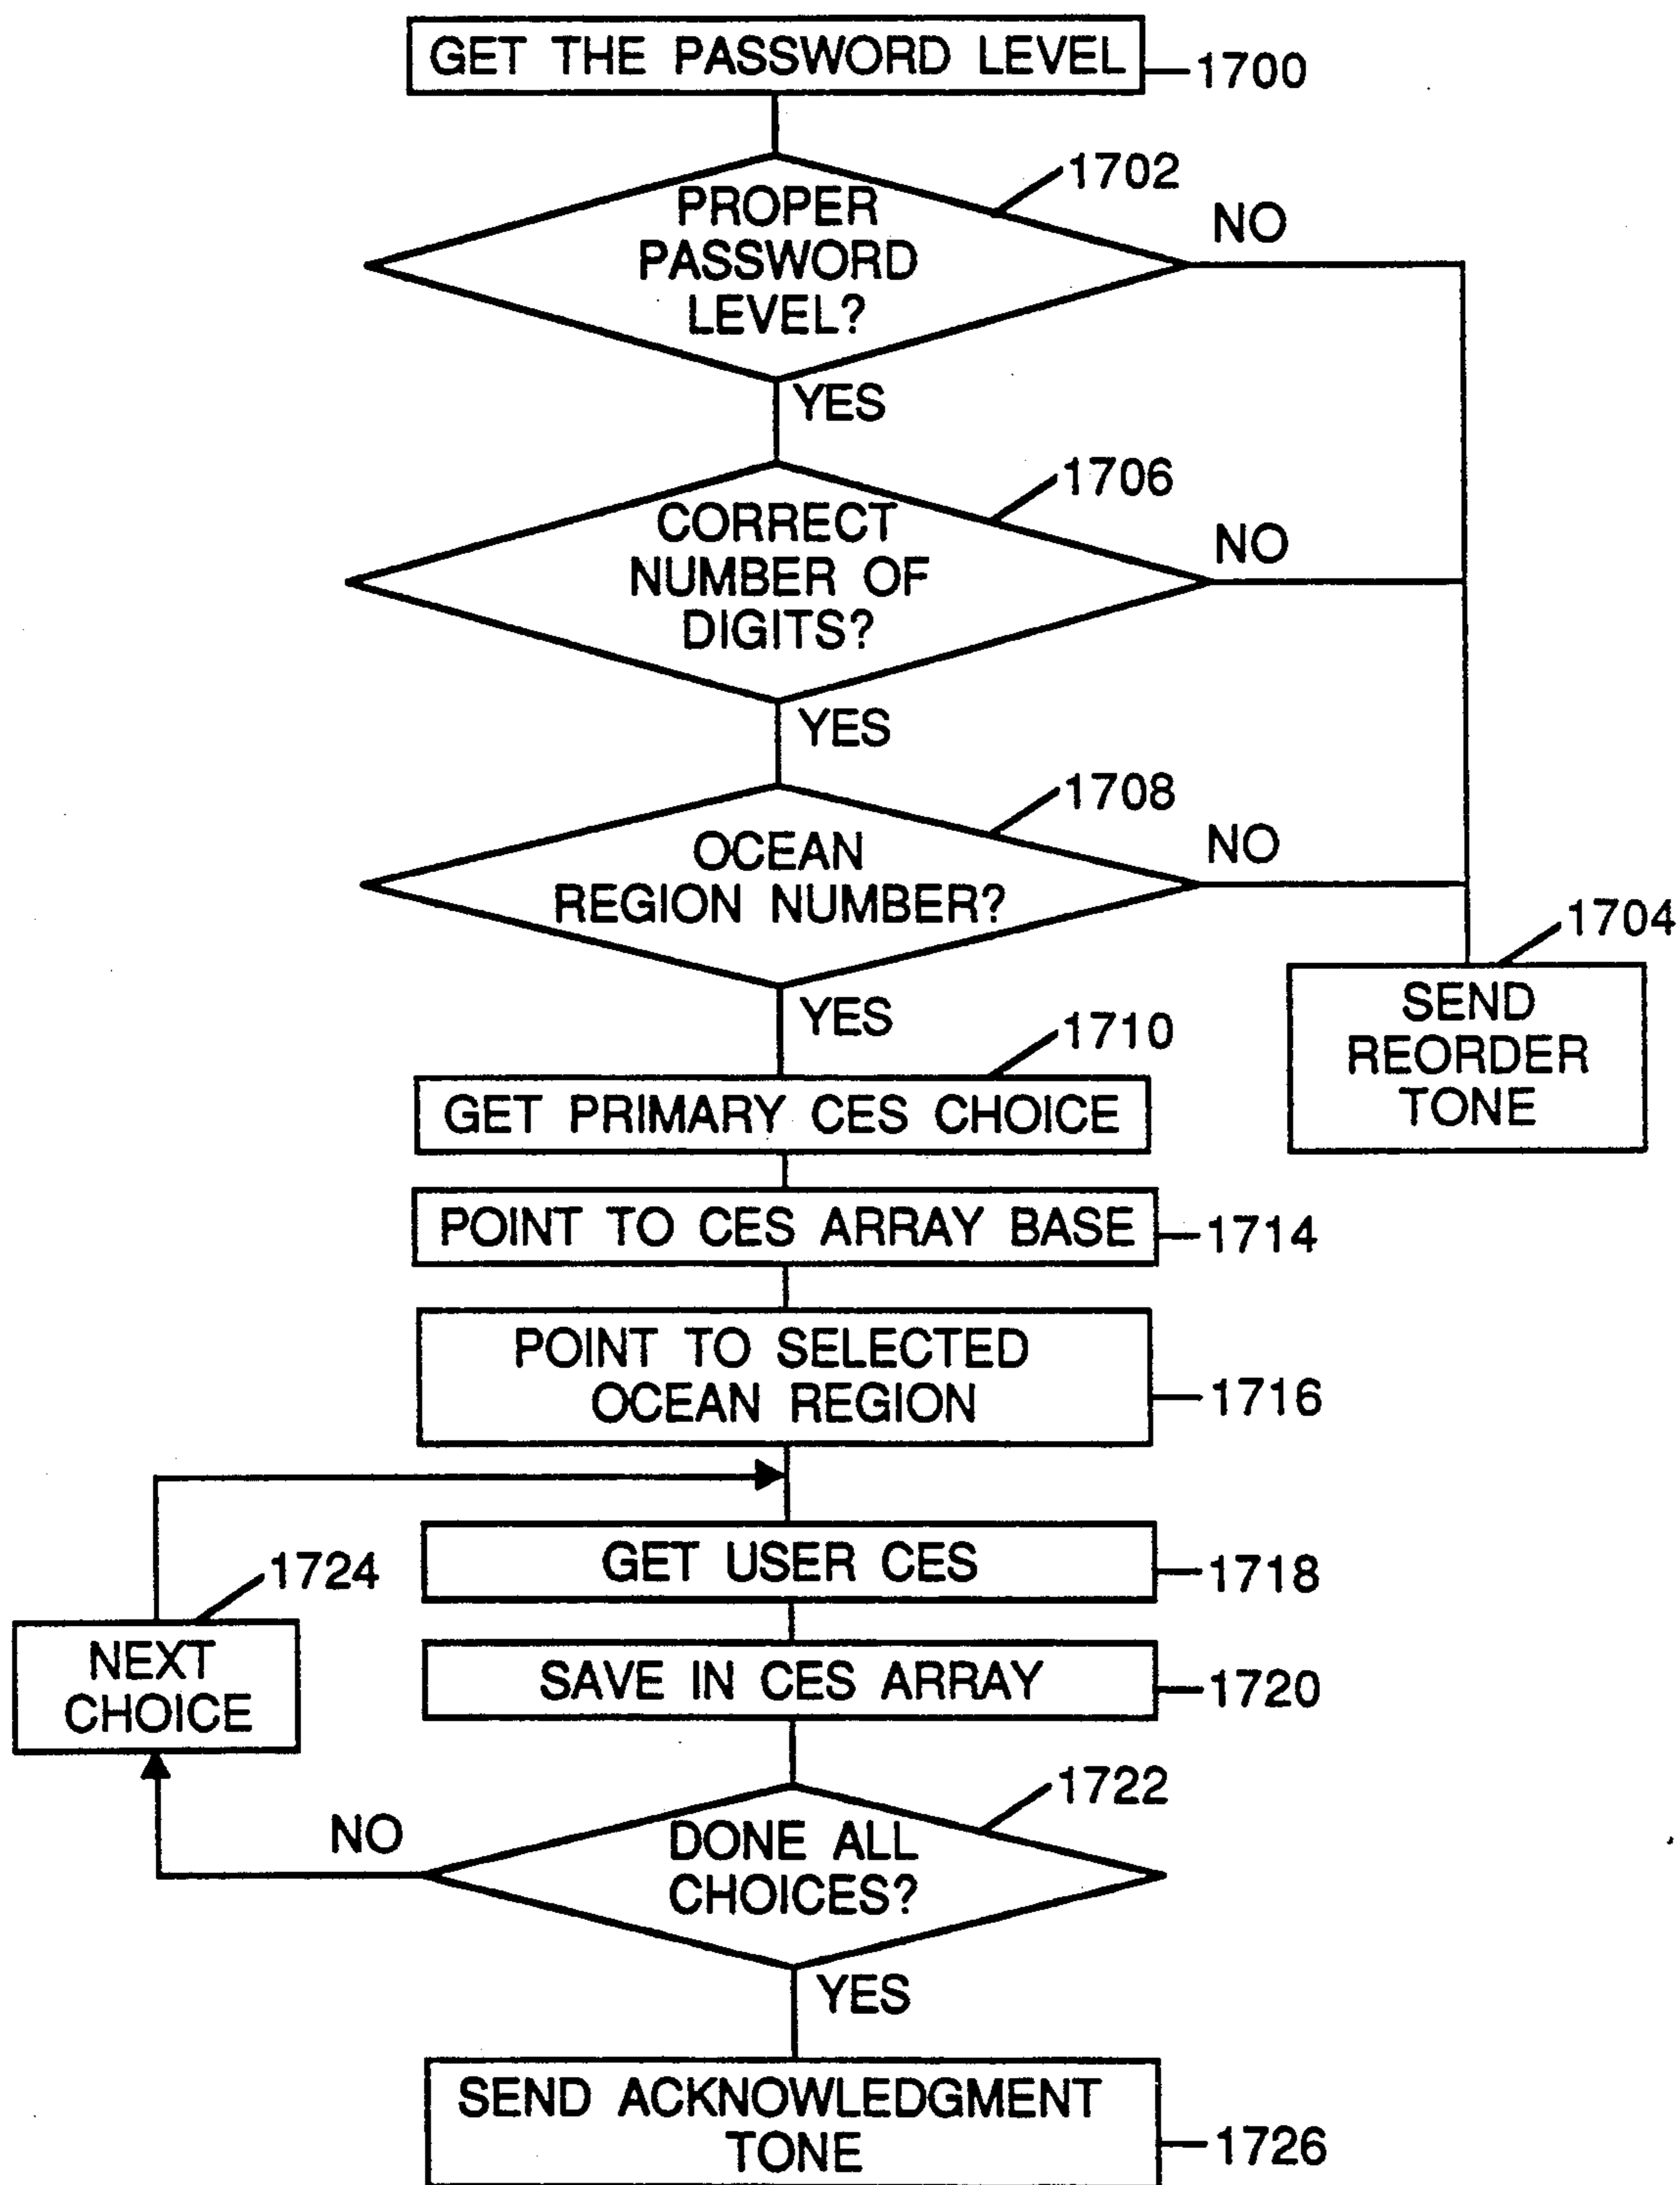 GET THE PASSWORD LEVEL
1700
1702
PROPER
PASSWORD
LEVEL?
NO
YES
1706
CORRECT
NUMBER OF
DIGITS?
NO
YES
1708
OCEAN
REGION NUMBER?
NO
1704
SEND
REORDER
TONE
YES
1710
GET PRIMARY CES CHOICE
POINT TO CES ARRAY BASE
1714
POINT TO SELECTED
OCEAN REGION
1716
GET USER CES
1718
1724
NEXT
CHOICE
SAVE IN CES ARRAY
1720
1722
DONE ALL
CHOICES?
NO
YES
SEND ACKNOWLEDGMENT
TONE
1726